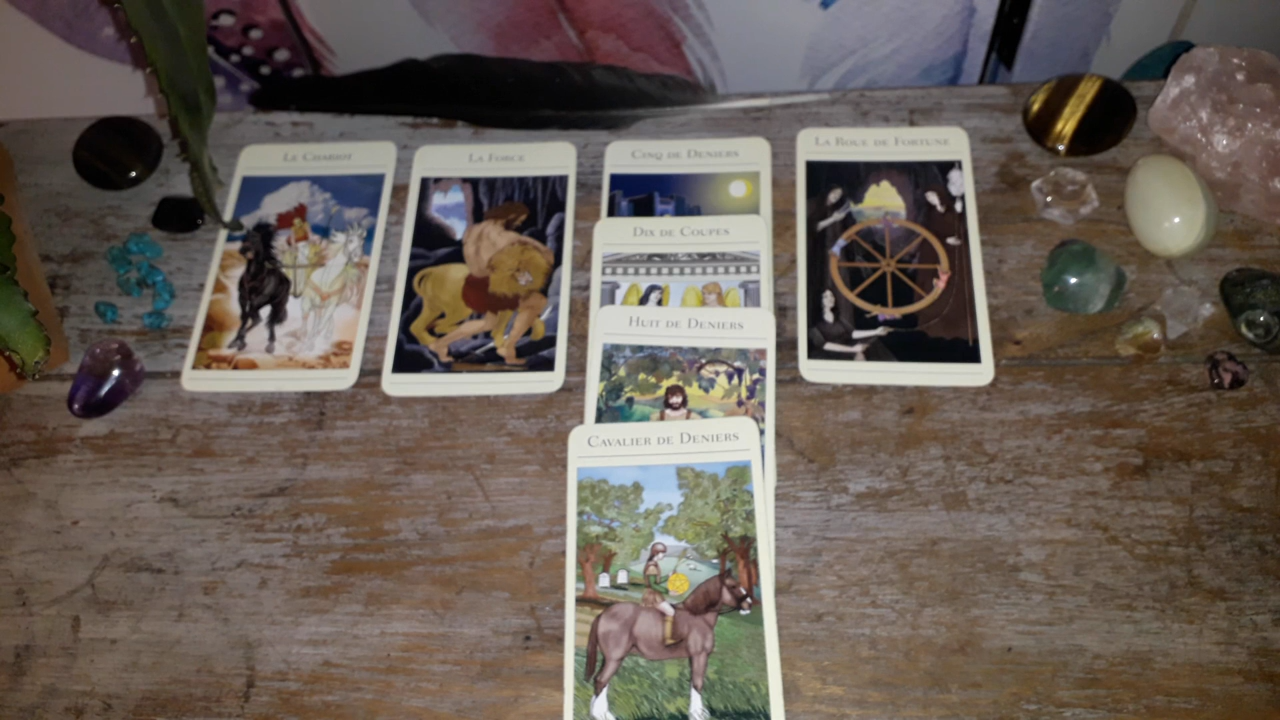 LE CHARIOT
LA FORCE
CINQ DE DENIERS
LA ROUE DE FORTUNE
DIX DE COUPES
HUIT DE DENIERS
CAVALIER DE DENIERS